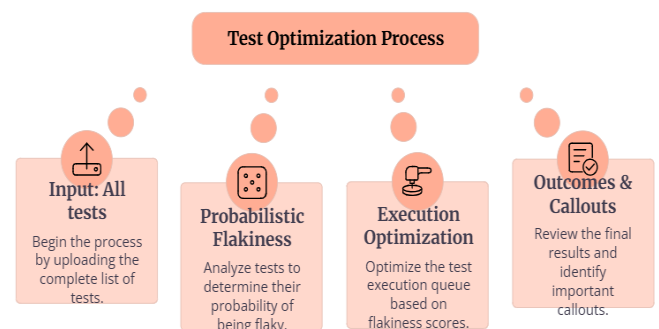 Test Optimization Process
Input: All
tests
Begin the process
by uploading the
complete list of
tests.
Probabilistic
Flakiness
Analyze tests to
determine their
probability of
being flaky.
Execution
Optimization
Optimize the test
execution queue
based on
flakiness scores.
Outcomes &
Callouts
Review the final
results and
identify
important
callouts.